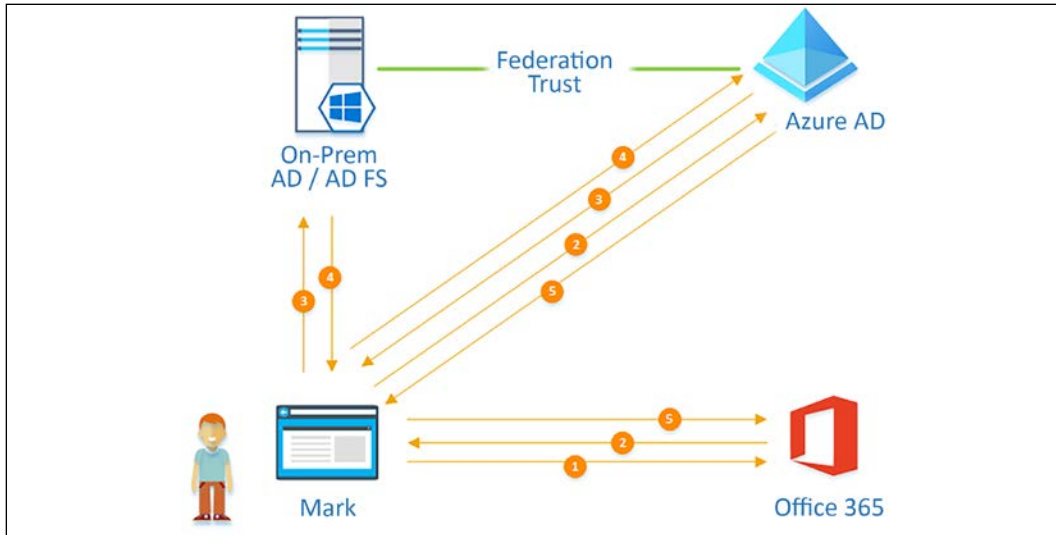 Federation
Trust
Azure AD
On-Prem
AD / AD FS
4
3
2
5
3
4
5
2
1
Mark
Office 365